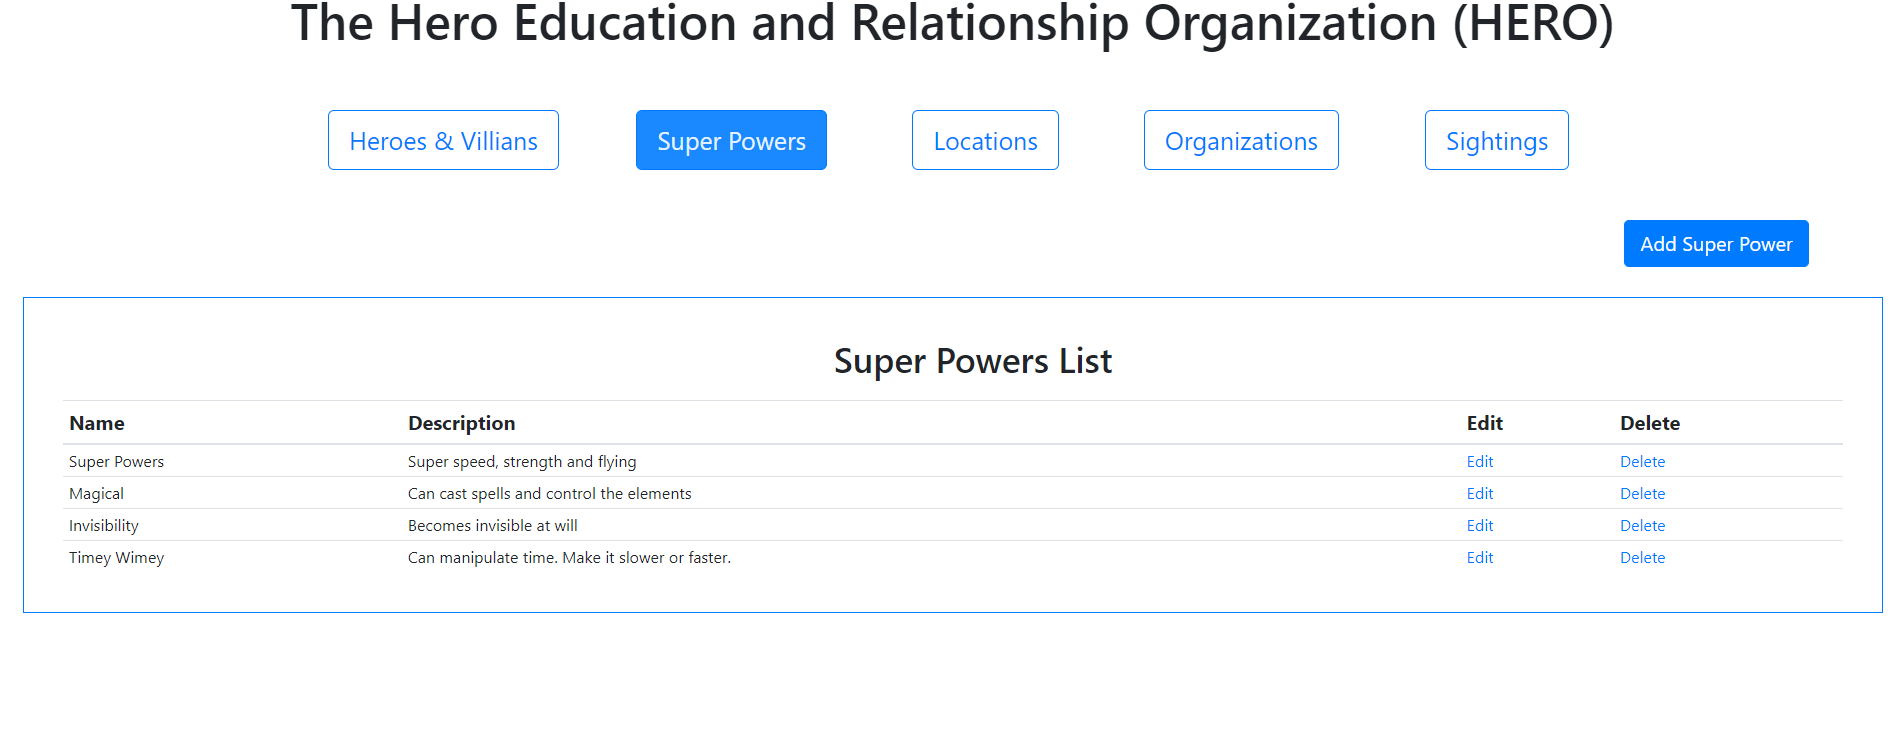 The Hero Education and Relationship Organization (HERO)
Heroes & Villians Super Powers Locations Organizations Sightings
Add Super Power
Super Powers List
Name Description Edit Delete
Super Powers Super speed, strength and flying Edit Delete
Magical Can cast spells and control the elements Edit Delete
Invisibility Becomes invisible at will Edit Delete
Timey Wimey Can manipulate time. Make it slower or faster. Edit Delete